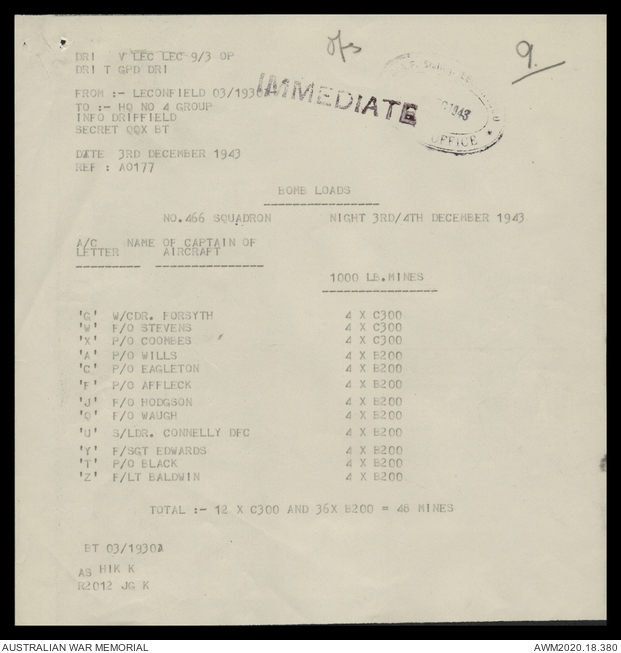 Ops
9.
DRI V LEC LEC 9/3 OP
DRI T GPD DRI
IMMEDIATE
1943
OFFICE
FROM :- LECONFIELD 03/1930A
TO :- HQ NO 4 GROUP
INFO DRIFFIELD
SECRET QQX BT
DATE 3RD DECEMBER 1943
REF : AO177
BOMB LOADS
NO.466 SQUADRON NIGHT 3RD/4TH DECEMBER 1943
A/C NAME OF CAPTAIN OF
LETTER AIRCRAFT
1000 LB.MINES
'G' W/CDR. FORSYTH 4 X C300
'W' F/O STEVENS 4 X C300
'X' P/O COOMBES 4 X C300
'A' P/O WILLS 4 X B200
'C' P/O EAGLETON 4 X B200
'F' P/O AFFLECK 4 X B200
'J' F/O HODGSON 4 X B200
'Q' F/O WAUGH 4 X B200
'U' S/LDR. CONNELLY DFC 4 X B200
'Y' F/SGT EDWARDS 4 X B200
'T' P/O BLACK 4 X B200
'Z' F/LT BALDWIN 4 X B200
TOTAL :- 12 X C300 AND 36X B200 = 48 MINES
BT 03/1930A
AS HIK K
R2012 JG K
AUSTRALIAN WAR MEMORIAL AWM2020.18.380